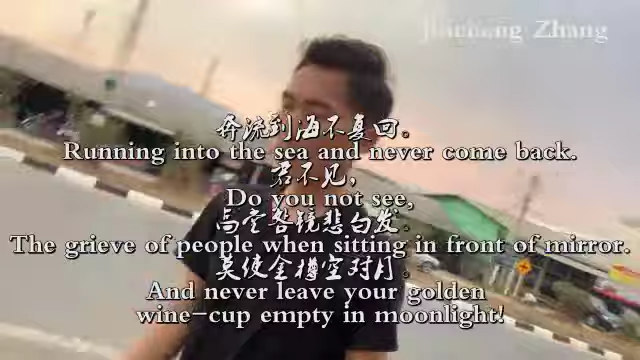 Zhang
奔流到海不复回。
Running into the sea and never come back.
君不见，
Do you not see,
高堂明镜悲白发。
The grieve of people when sitting in front of mirror.
莫使金樽空对月。
And never leave your golden
wine-cup empty in moonlight!